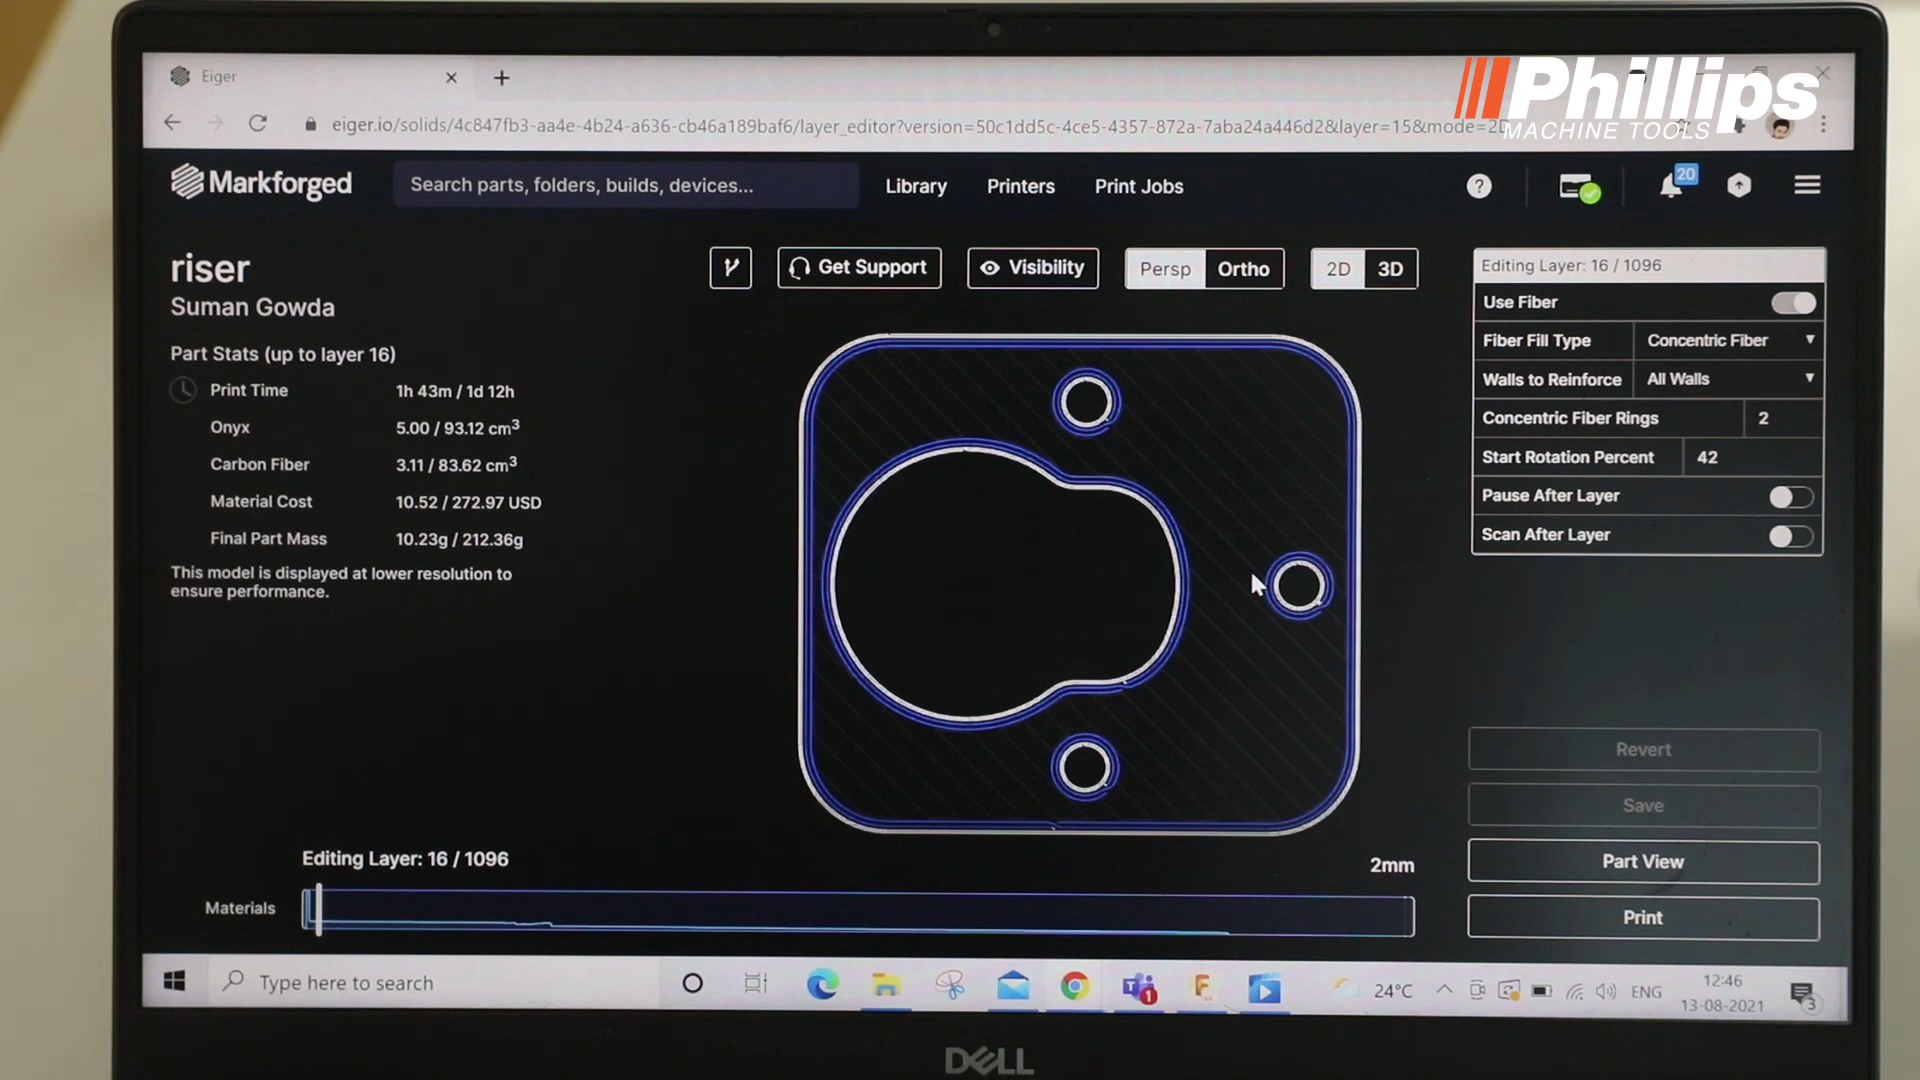 Eiger
Phillips
MACHINE TOOLS
eiger.io/solids/4c847fb3-aa4e-4b24-a636-cb46a189baf6/layer_editor?version=50c1dd5c-4ce5-4357-872a-7aba24a446d2&layer=15&mode=2D
Markforged
Search parts, folders, builds, devices...
Library
Printers
Print Jobs
?
20
riser
Suman Gowda
Get Support
Visibility
Persp
Ortho
2D
3D
Part Stats (up to layer 16)
Print Time 1h 43m / 1d 12h
Onyx 5.00 / 93.12 cm³
Carbon Fiber 3.11 / 83.62 cm³
Material Cost 10.52 / 272.97 USD
Final Part Mass 10.23g / 212.36g
This model is displayed at lower resolution to
ensure performance.
Editing Layer: 16 / 1096
Use Fiber
Fiber Fill Type Concentric Fiber
Walls to Reinforce All Walls
Concentric Fiber Rings 2
Start Rotation Percent 42
Pause After Layer
Scan After Layer
Revert
Save
Part View
Print
Editing Layer: 16 / 1096
2mm
Materials
Type here to search
1
24°C
ENG
12:46
13-08-2021
3
DELL